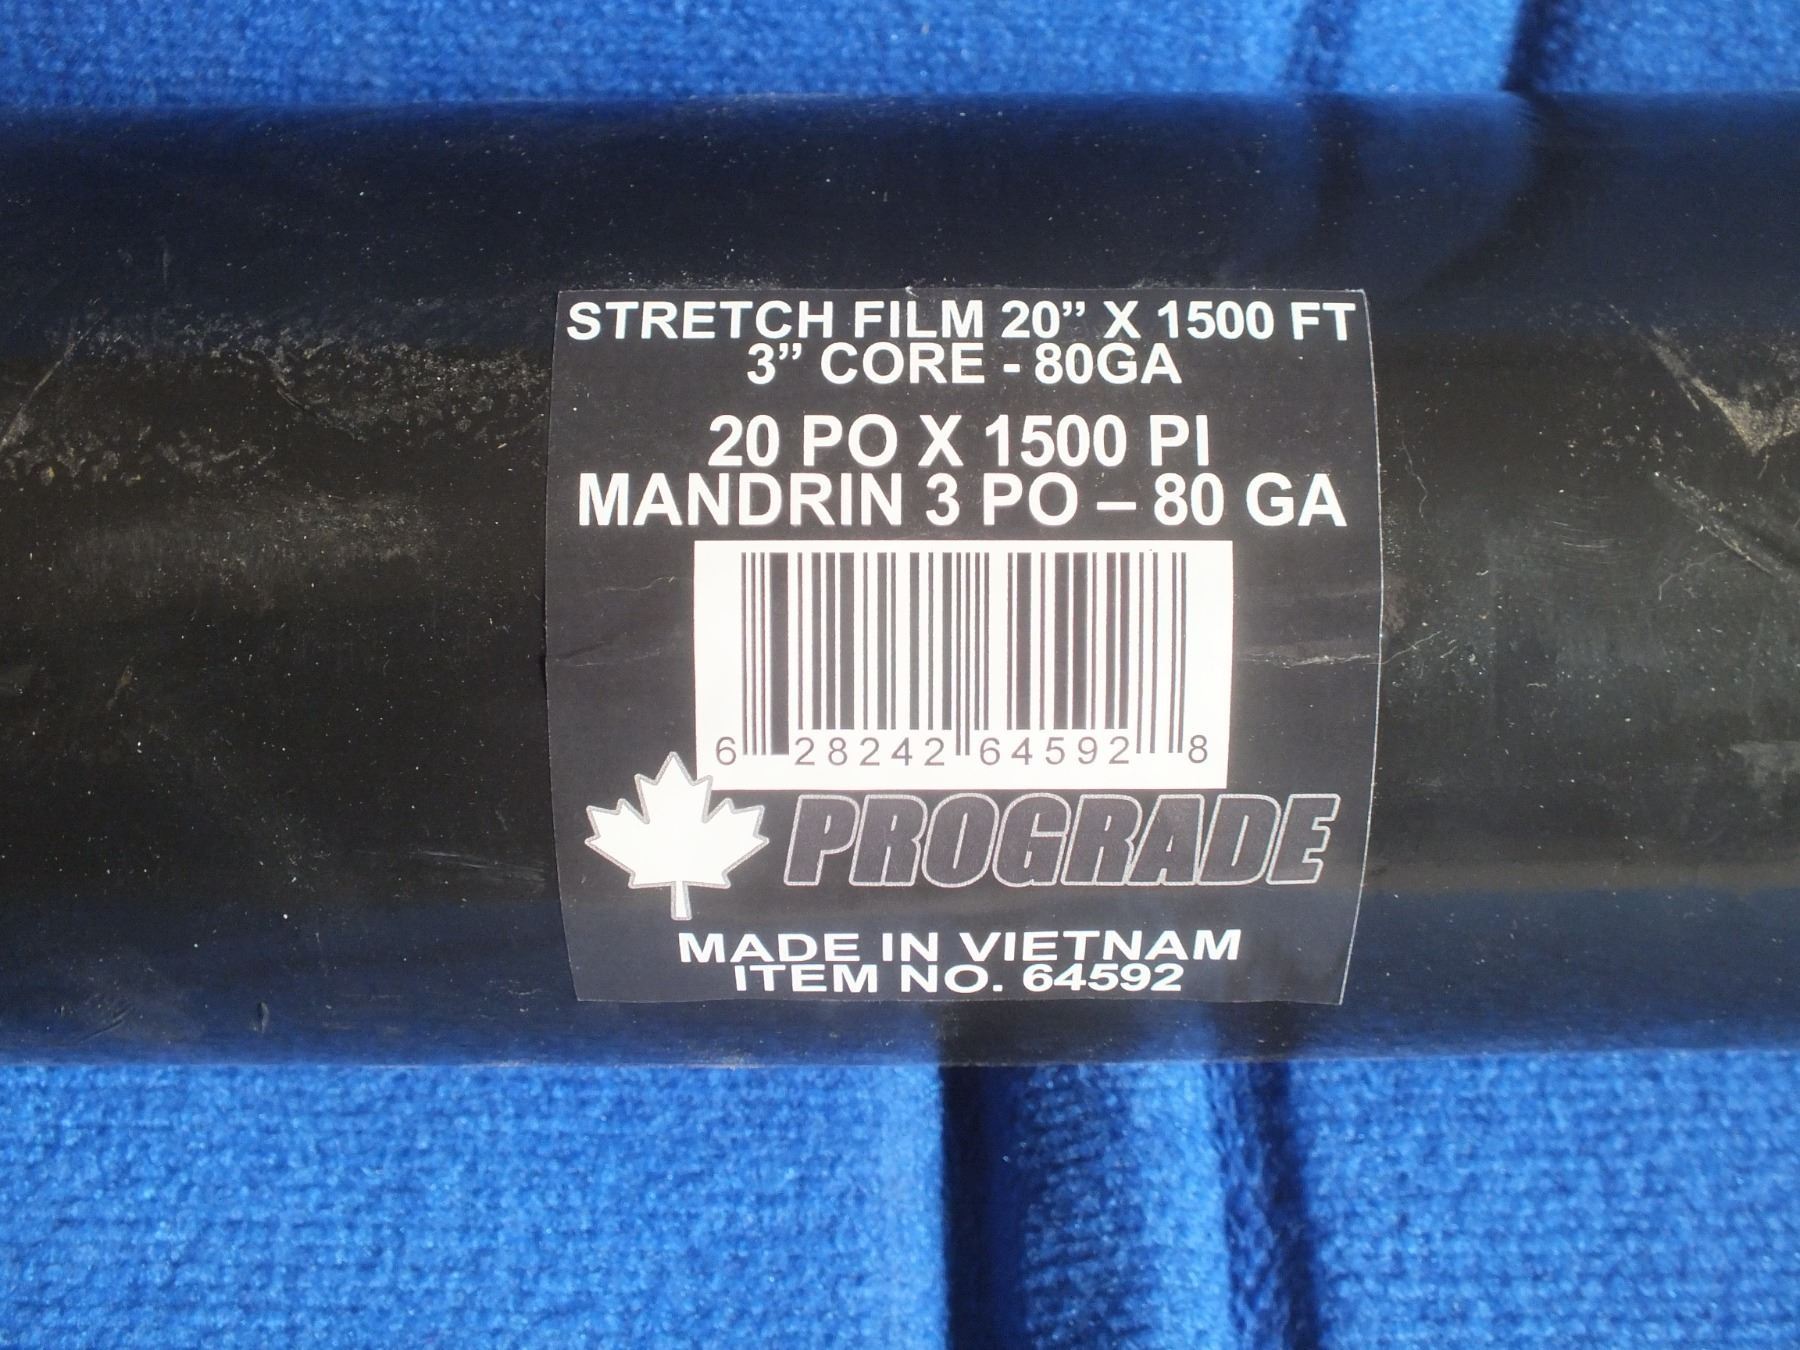 STRETCH FILM 20” X 1500 FT
3” CORE - 80GA
20 PO X 1500 PI
MANDRIN 3 PO – 80 GA
6 28242 64592 8
PROGRADE
MADE IN VIETNAM
ITEM NO. 64592